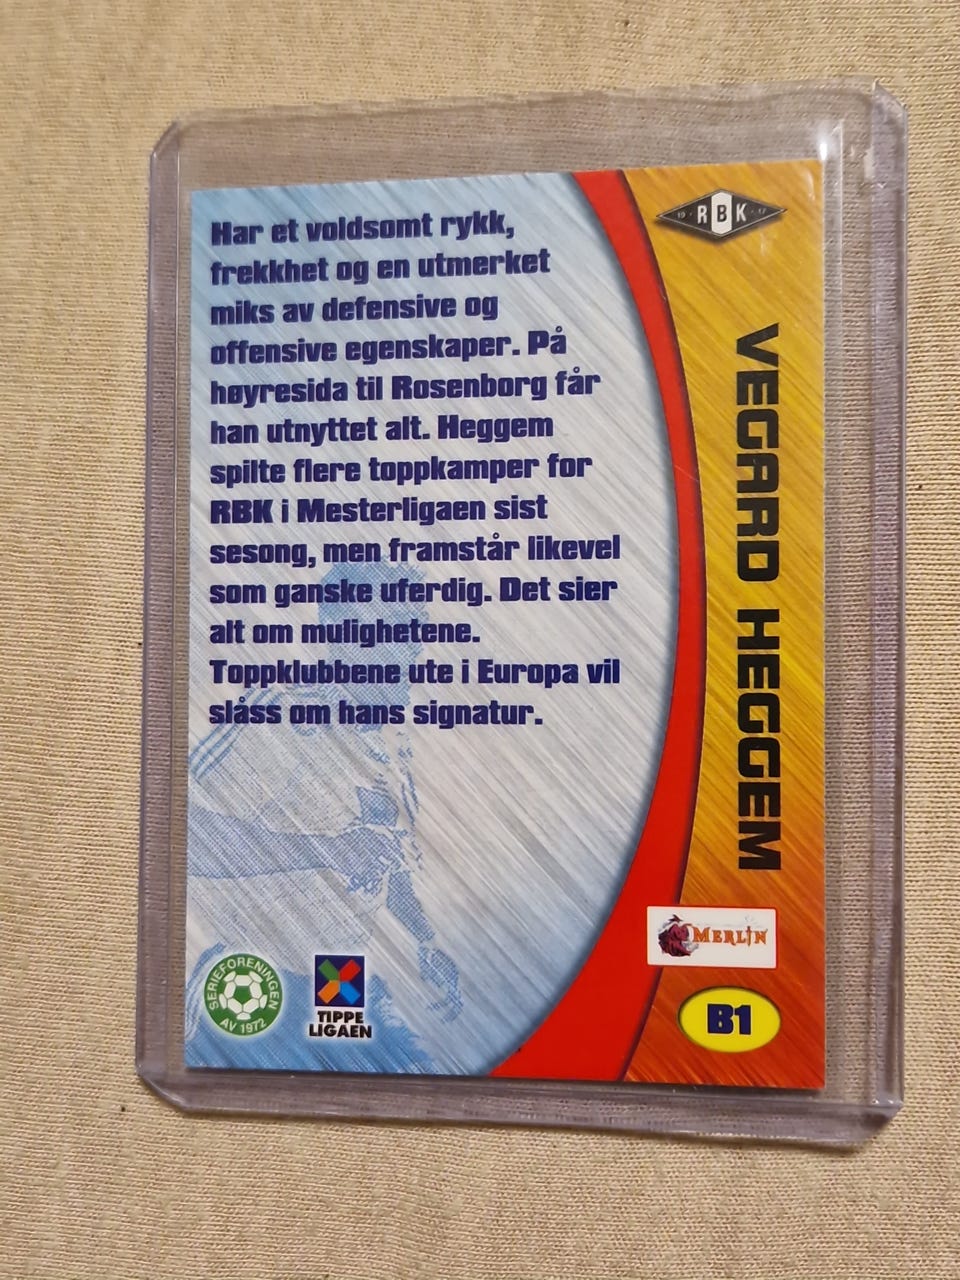 Har et voldsomt rykk,
frekkhet og en utmerket
miks av defensive og
offensive egenskaper. På
høyresida til Rosenborg får
han utnyttet alt. Heggem
spilte flere toppkamper for
RBK i Mesterligaen sist
sesong, men framstår likevel
som ganske uferdig. Det sier
alt om mulighetene.
Toppklubbene ute i Europa vil
slåss om hans signatur.
19 RBK 17
VEGARD HEGGEM
MERLIN
B1
SERIEFORENINGEN
AV 1972
TIPPE
LIGAEN